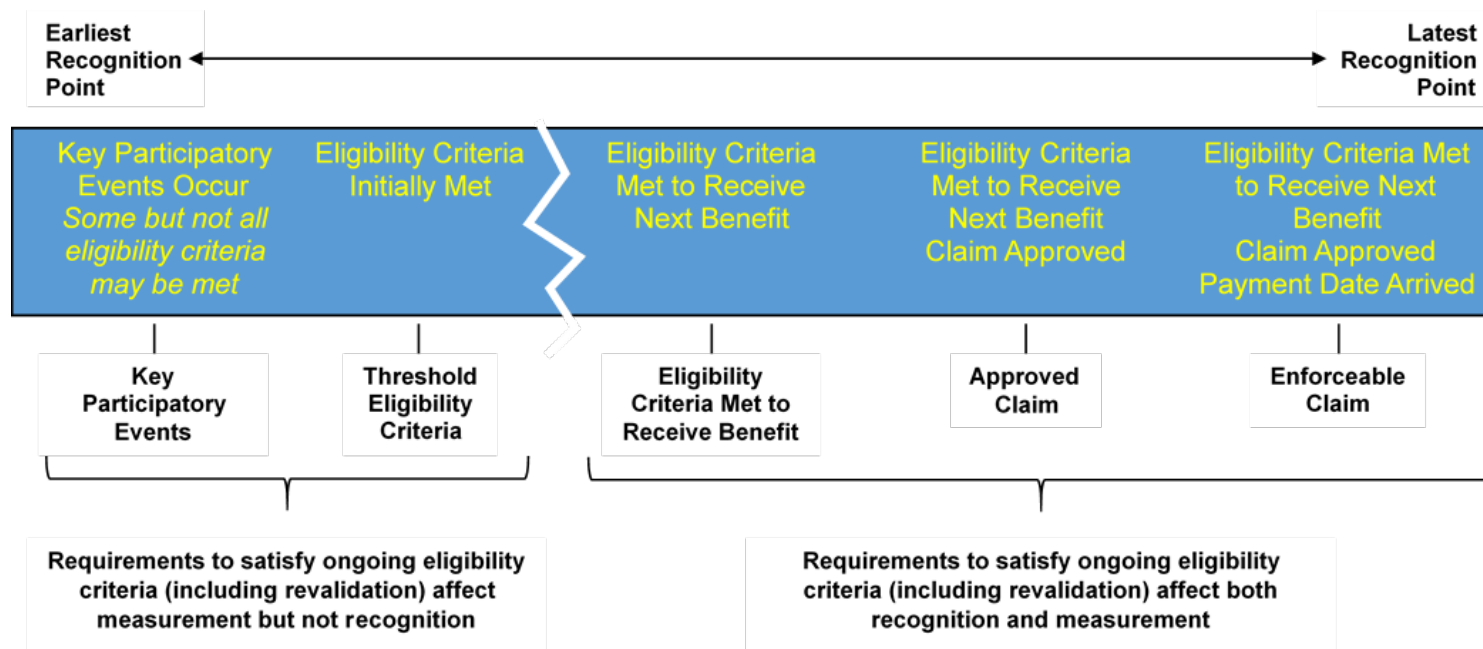 Earliest
Recognition
Point
Latest
Recognition
Point
Key Participatory
Events Occur
Some but not all
eligibility criteria
may be met
Eligibility Criteria
Initially Met
Eligibility Criteria
Met to Receive
Next Benefit
Eligibility Criteria
Met to Receive
Next Benefit
Claim Approved
Eligibility Criteria Met
to Receive Next
Benefit
Claim Approved
Payment Date Arrived
Key
Participatory
Events
Threshold
Eligibility
Criteria
Eligibility
Criteria Met to
Receive Benefit
Approved
Claim
Enforceable
Claim
Requirements to satisfy ongoing eligibility
criteria (including revalidation) affect
measurement but not recognition
Requirements to satisfy ongoing eligibility
criteria (including revalidation) affect both
recognition and measurement